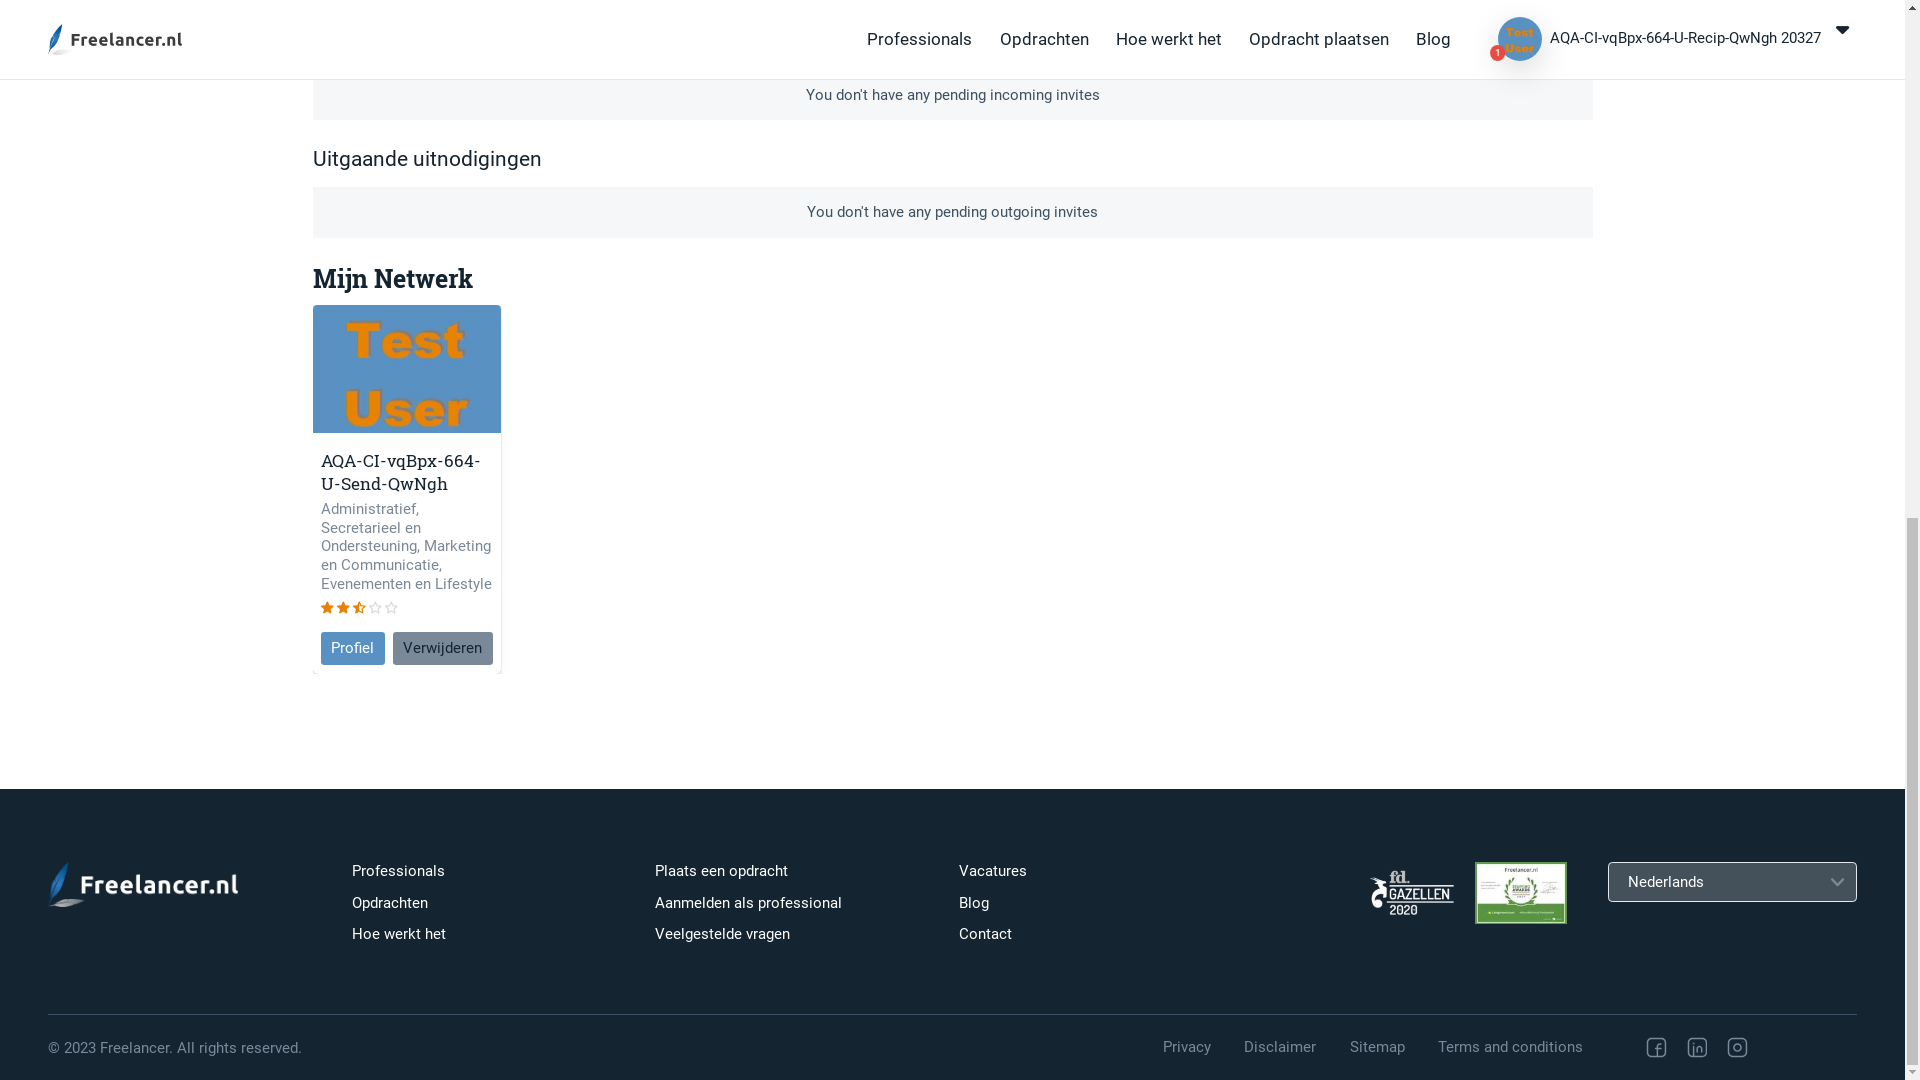 Freelancer.nl
Professionals
Opdrachten
Hoe werkt het
Opdracht plaatsen
Blog
Test
User
1
AQA-CI-vqBpx-664-U-Recip-QwNgh 20327
You don't have any pending incoming invites
Uitgaande uitnodigingen
You don't have any pending outgoing invites
Mijn Netwerk
Test
User
AQA-CI-vqBpx-664-
U-Send-QwNgh
Administratief,
Secretarieel en
Ondersteuning, Marketing
en Communicatie,
Evenementen en Lifestyle
Profiel
Verwijderen
Freelancer.nl
Professionals
Opdrachten
Hoe werkt het
Plaats een opdracht
Aanmelden als professional
Veelgestelde vragen
Vacatures
Blog
Contact
fd.
GAZELLEN
2020
Freelancer.nl
Nederlands
© 2023 Freelancer. All rights reserved.
Privacy
Disclaimer
Sitemap
Terms and conditions